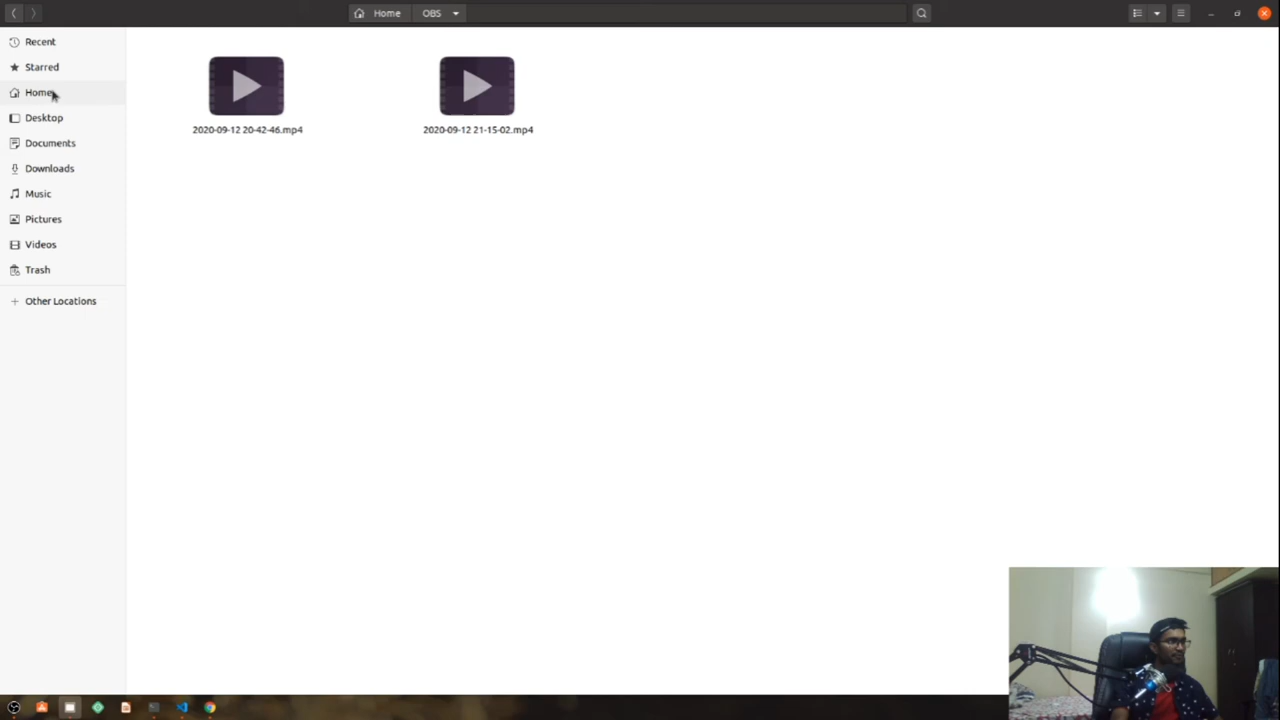 Home OBS
Recent
Starred
Home
Desktop
Documents
Downloads
Music
Pictures
Videos
Trash
Other Locations
2020-09-12 20-42-46.mp4
2020-09-12 21-15-02.mp4